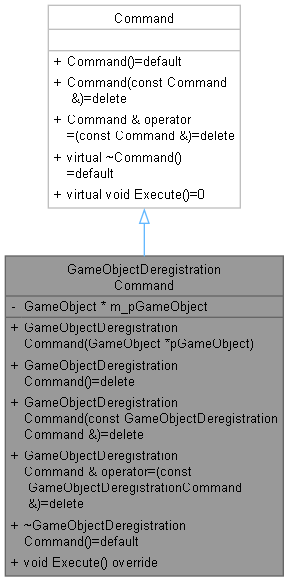 Command
+ Command()=default
+ Command(const Command
&)=delete
+ Command & operator
=(const Command &)=delete
+ virtual ~Command()
=default
+ virtual void Execute()=0
GameObjectDeregistration
Command
- GameObject * m_pGameObject
+ GameObjectDeregistration
Command(GameObject *pGameObject)
+ GameObjectDeregistration
Command()=delete
+ GameObjectDeregistration
Command(const GameObjectDeregistration
Command &)=delete
+ GameObjectDeregistration
Command & operator=(const
GameObjectDeregistrationCommand
&)=delete
+ ~GameObjectDeregistration
Command()=default
+ void Execute() override